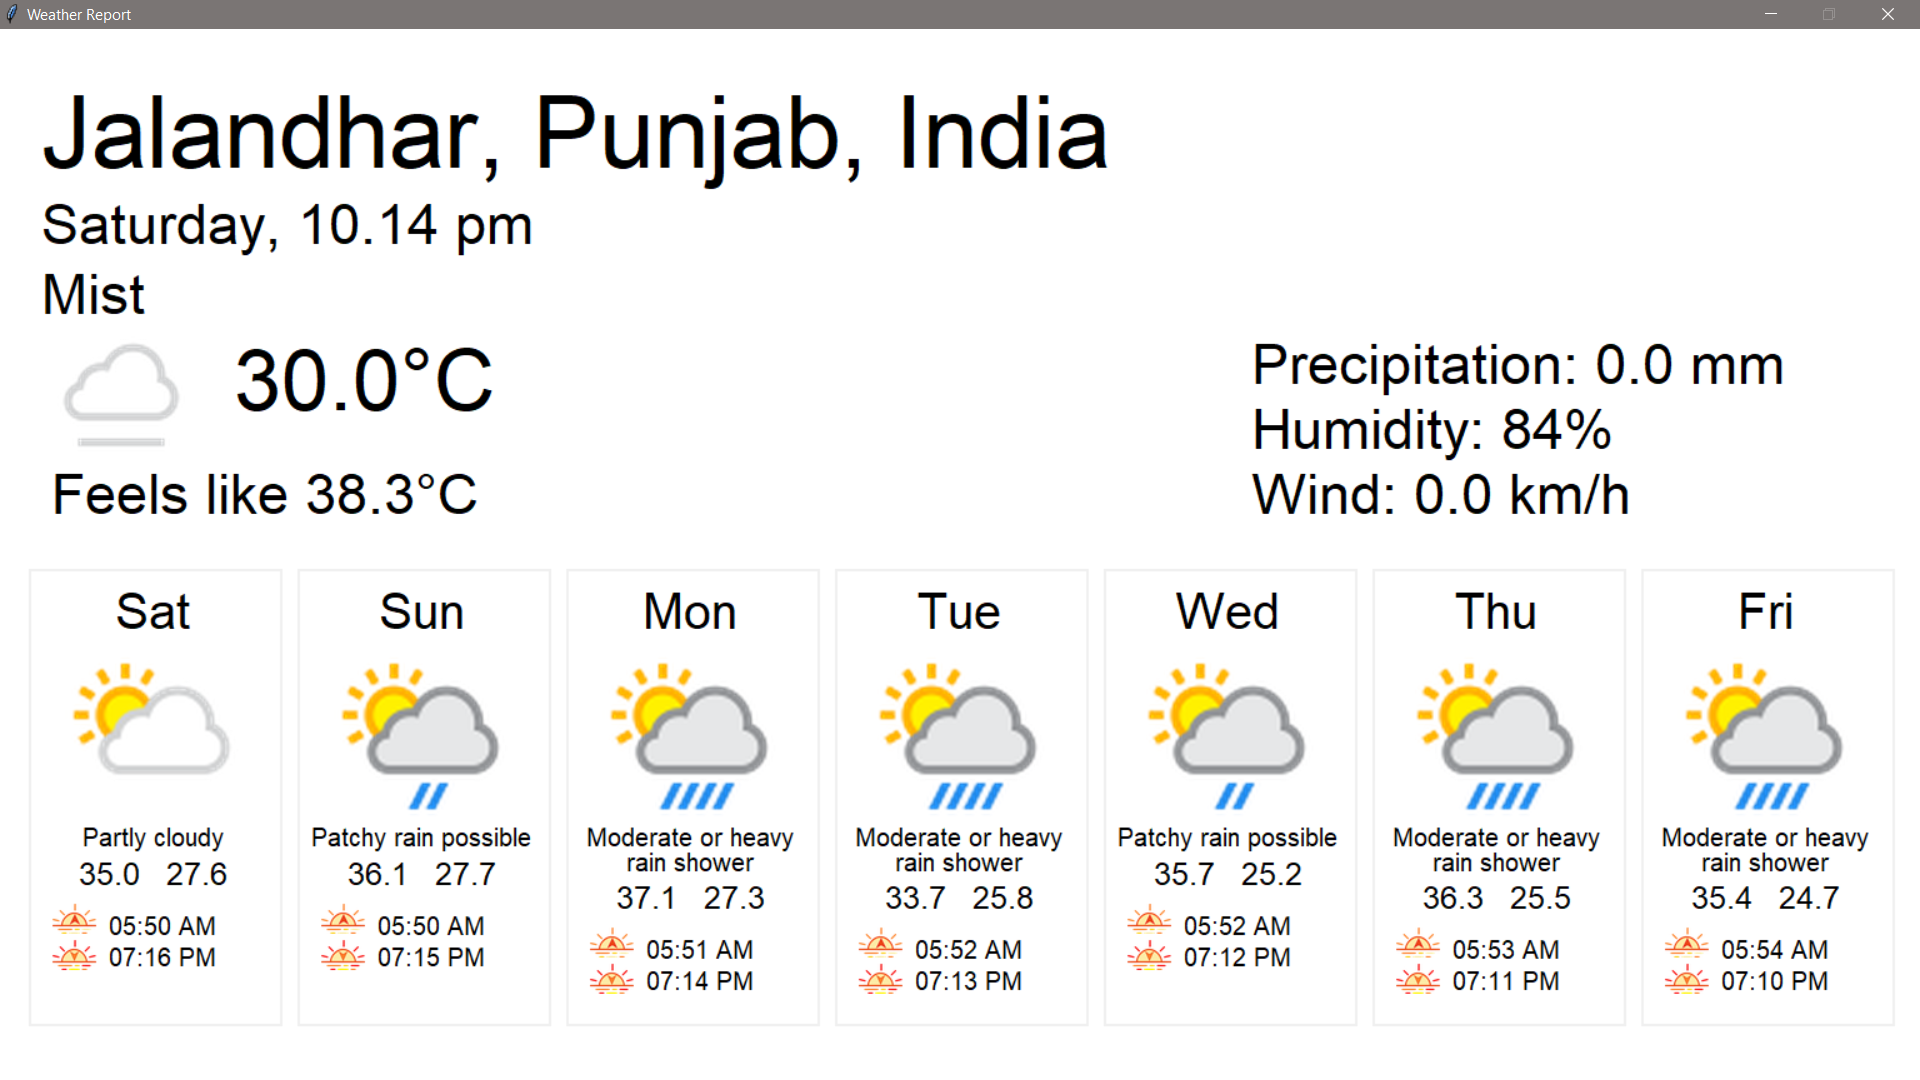 Weather Report
Jalandhar, Punjab, India
Saturday, 10.14 pm
Mist
30.0°C
Feels like 38.3°C
Precipitation: 0.0 mm
Humidity: 84%
Wind: 0.0 km/h
Sat
Partly cloudy
35.0 27.6
05:50 AM
07:16 PM
Sun
Patchy rain possible
36.1 27.7
05:50 AM
07:15 PM
Mon
Moderate or heavy
rain shower
37.1 27.3
05:51 AM
07:14 PM
Tue
Moderate or heavy
rain shower
33.7 25.8
05:52 AM
07:13 PM
Wed
Patchy rain possible
35.7 25.2
05:52 AM
07:12 PM
Thu
Moderate or heavy
rain shower
36.3 25.5
05:53 AM
07:11 PM
Fri
Moderate or heavy
rain shower
35.4 24.7
05:54 AM
07:10 PM